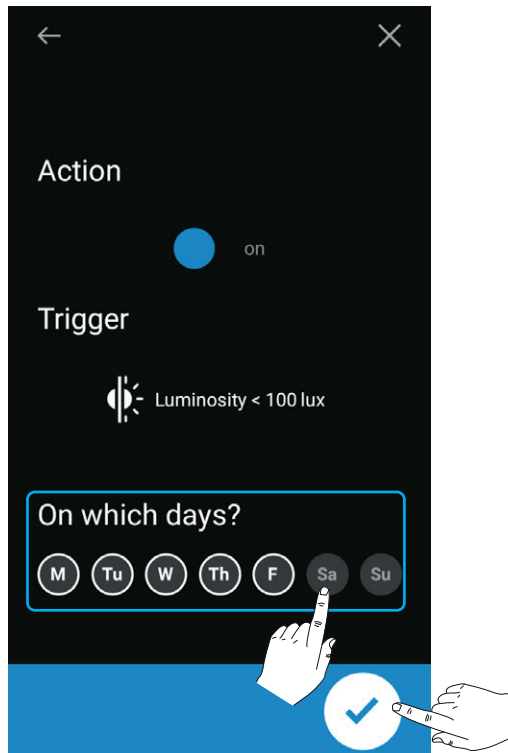 Action
on
Trigger
Luminosity < 100 lux
On which days?
M Tu W Th F Sa Su